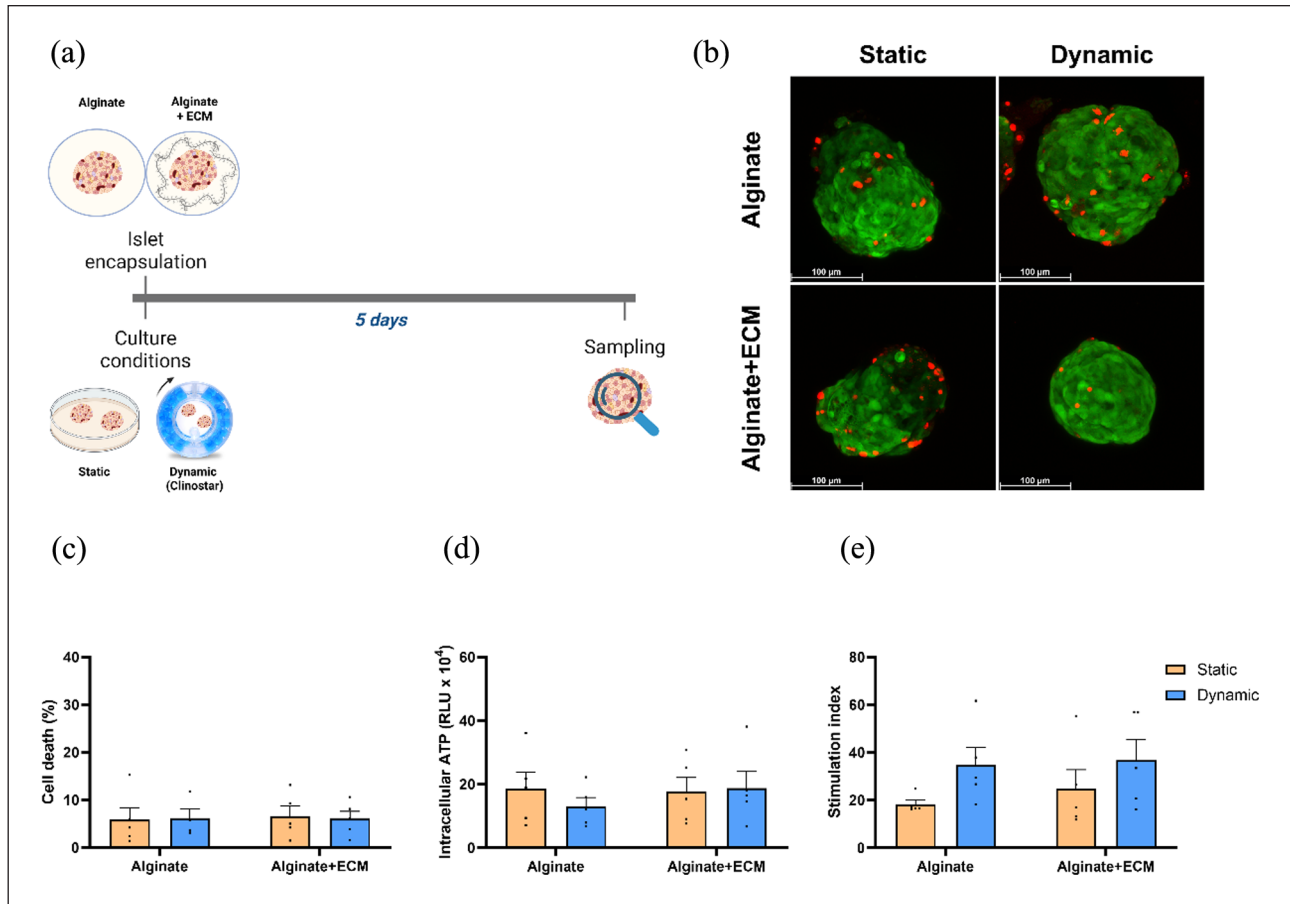 (a)
Alginate
Alginate
+ ECM
Islet
encapsulation
5 days
Culture
conditions
Sampling
Static
Dynamic
(Clinostar)
(b)
Static
Dynamic
Alginate
100 µm
100 µm
Alginate+ECM
100 µm
100 µm
(c)
Cell death (%)
40
30
20
10
0
Alginate
Alginate+ECM
(d)
Intracellular ATP (RLU x 10⁴)
60
40
20
0
Alginate
Alginate+ECM
(e)
Stimulation index
80
60
40
20
0
Alginate
Alginate+ECM
Static
Dynamic